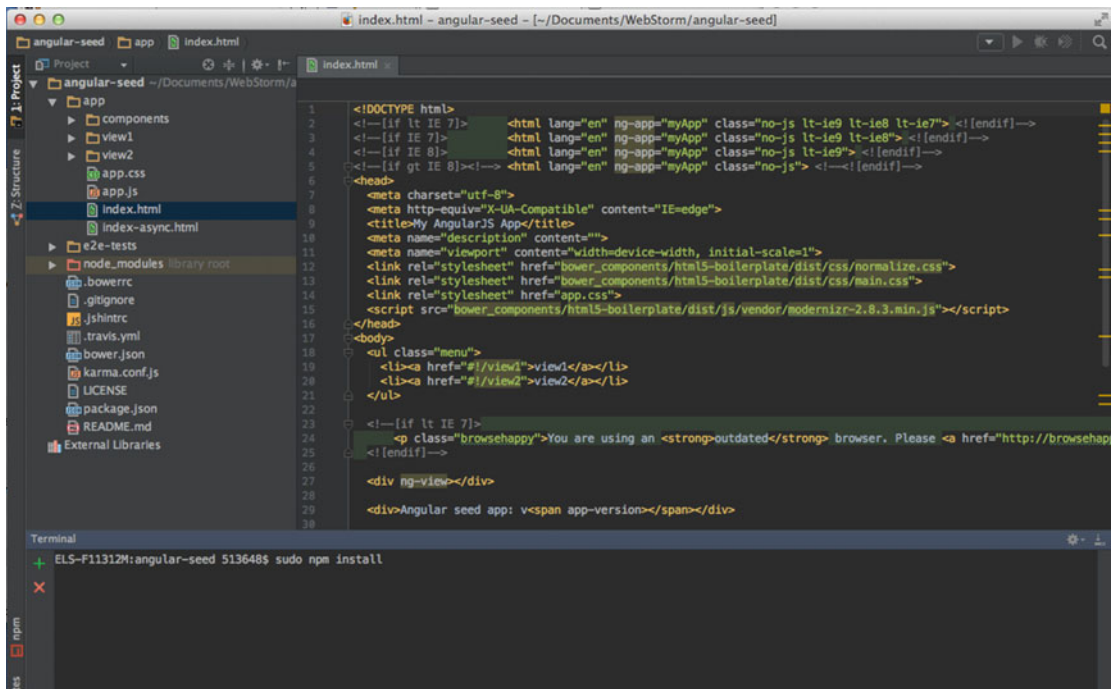 index.html – angular-seed – [~/Documents/WebStorm/angular-seed]
angular-seed app index.html
Project
index.html
1: Project
angular-seed ~/Documents/WebStorm/a
app
components
view1
view2
app.css
app.js
index.html
index-async.html
e2e-tests
node_modules library root
.bowerrc
.gitignore
.jshintrc
.travis.yml
bower.json
karma.conf.js
LICENSE
package.json
README.md
External Libraries
Z: Structure
1 <!DOCTYPE html>
2 <!--[if lt IE 7]> <html lang="en" ng-app="myApp" class="no-js lt-ie9 lt-ie8 lt-ie7"> <![endif]-->
3 <!--[if IE 7]> <html lang="en" ng-app="myApp" class="no-js lt-ie9 lt-ie8"> <![endif]-->
4 <!--[if IE 8]> <html lang="en" ng-app="myApp" class="no-js lt-ie9"> <![endif]-->
5 <!--[if gt IE 8]><!--> <html lang="en" ng-app="myApp" class="no-js"> <!--<![endif]-->
6 <head>
7 <meta charset="utf-8">
8 <meta http-equiv="X-UA-Compatible" content="IE=edge">
9 <title>My AngularJS App</title>
10 <meta name="description" content="">
11 <meta name="viewport" content="width=device-width, initial-scale=1">
12 <link rel="stylesheet" href="bower_components/html5-boilerplate/dist/css/normalize.css">
13 <link rel="stylesheet" href="bower_components/html5-boilerplate/dist/css/main.css">
14 <link rel="stylesheet" href="app.css">
15 <script src="bower_components/html5-boilerplate/dist/js/vendor/modernizr-2.8.3.min.js"></script>
16 </head>
17 <body>
18 <ul class="menu">
19 <li><a href="#!/view1">view1</a></li>
20 <li><a href="#!/view2">view2</a></li>
21 </ul>
22
23 <!--[if lt IE 7]>
24 <p class="browsehappy">You are using an <strong>outdated</strong> browser. Please <a href="http://browsehap
25 <![endif]-->
26
27 <div ng-view></div>
28
29 <div>Angular seed app: v<span app-version></span></div>
30
Terminal
ELS-F11312M:angular-seed 513648$ sudo npm install
npm